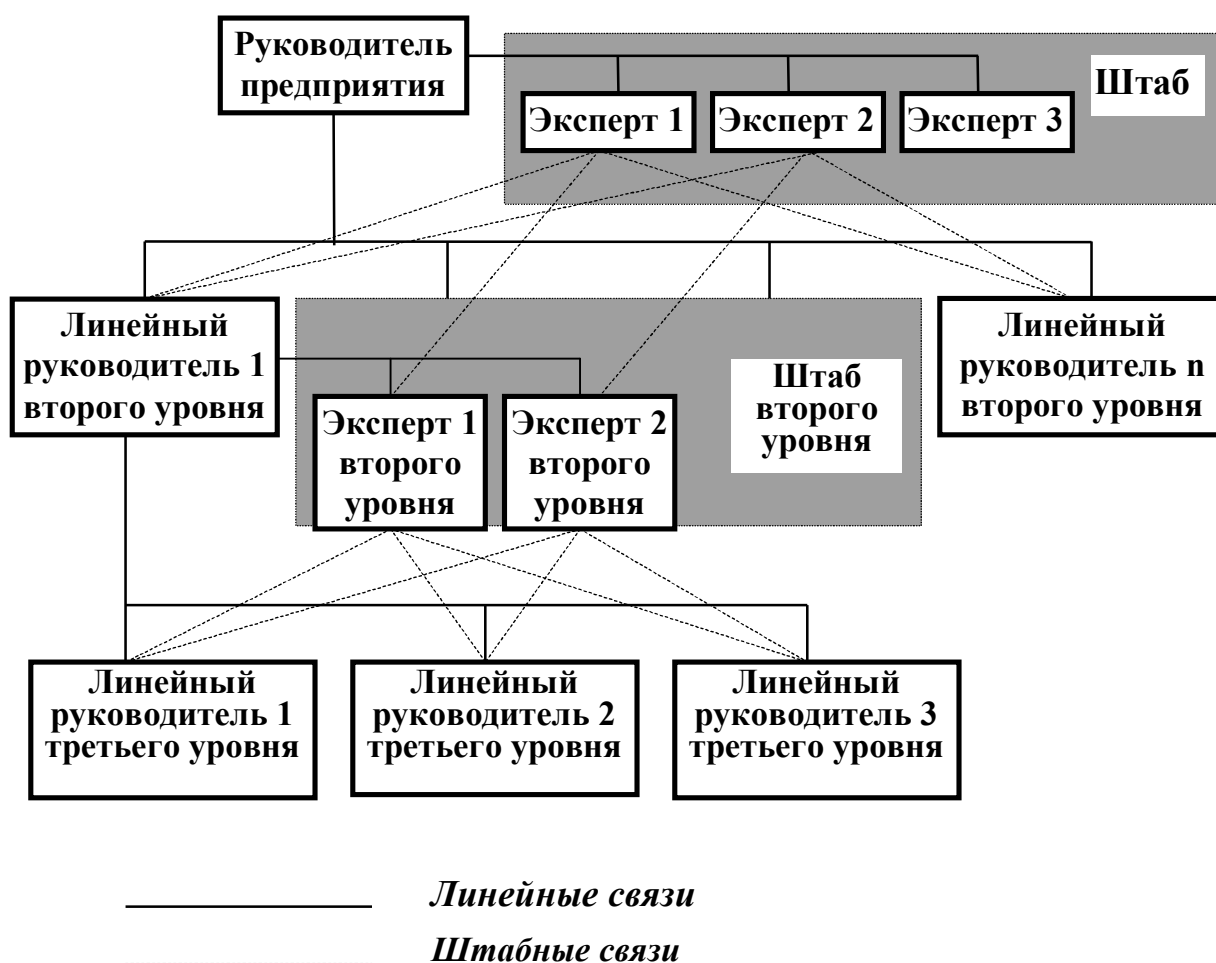 Руководитель
предприятия
Штаб
Эксперт 1
Эксперт 2
Эксперт 3
Линейный
руководитель 1
второго уровня
Штаб
второго
уровня
Линейный
руководитель n
второго уровня
Эксперт 1
второго
уровня
Эксперт 2
второго
уровня
Линейный
руководитель 1
третьего уровня
Линейный
руководитель 2
третьего уровня
Линейный
руководитель 3
третьего уровня
Линейные связи
Штабные связи